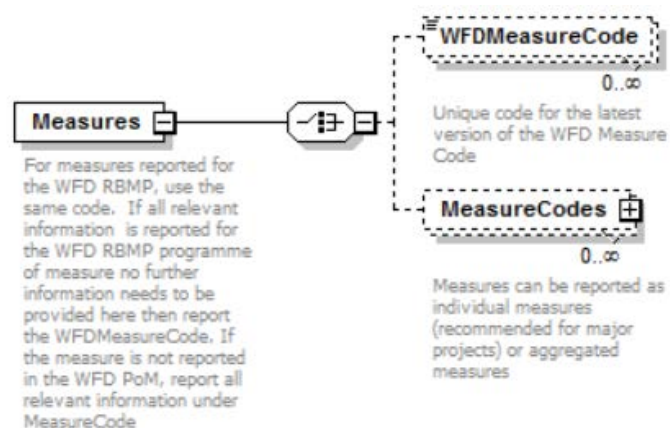 WFDMeasureCode
0..∞
Unique code for the latest
version of the WFD Measure
Code
Measures
For measures reported for
the WFD RBMP, use the
same code. If all relevant
information is reported for
the WFD RBMP programme
of measure no further
information needs to be
provided here then report
the WFDMeasureCode. If
the measure is not reported
in the WFD PoM, report all
relevant information under
MeasureCode
MeasureCodes
0..∞
Measures can be reported as
individual measures
(recommended for major
projects) or aggregated
measures